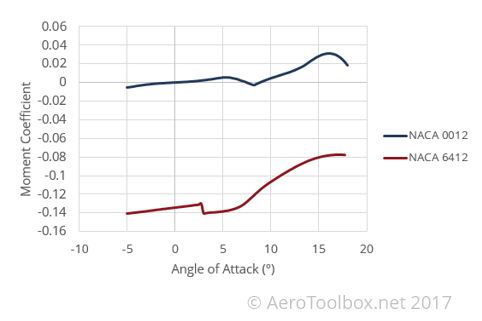 0.06
0.04
0.02
0
-0.02
-0.04
-0.06
-0.08
-0.1
-0.12
-0.14
-0.16
Moment Coefficient
NACA 0012
NACA 6412
-10 -5 0 5 10 15 20
Angle of Attack (°)
© AeroToolbox.net 2017